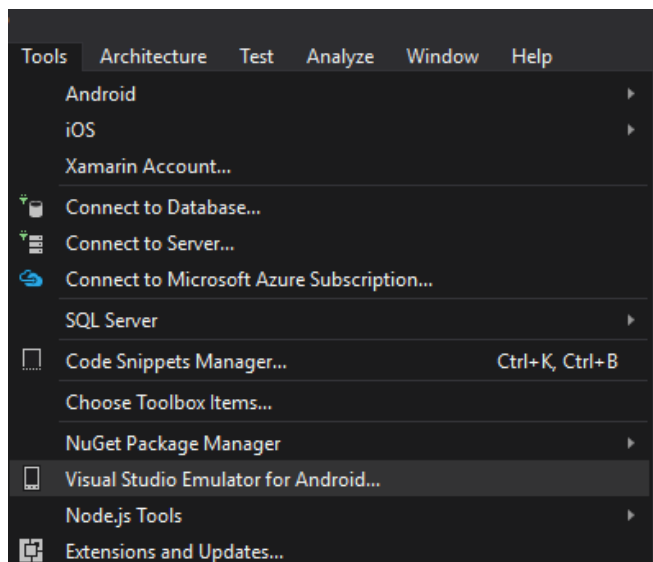 Tools Architecture Test Analyze Window Help
Android
iOS
Xamarin Account...
Connect to Database...
Connect to Server...
Connect to Microsoft Azure Subscription...
SQL Server
Code Snippets Manager... Ctrl+K, Ctrl+B
Choose Toolbox Items...
NuGet Package Manager
Visual Studio Emulator for Android...
Node.js Tools
Extensions and Updates...